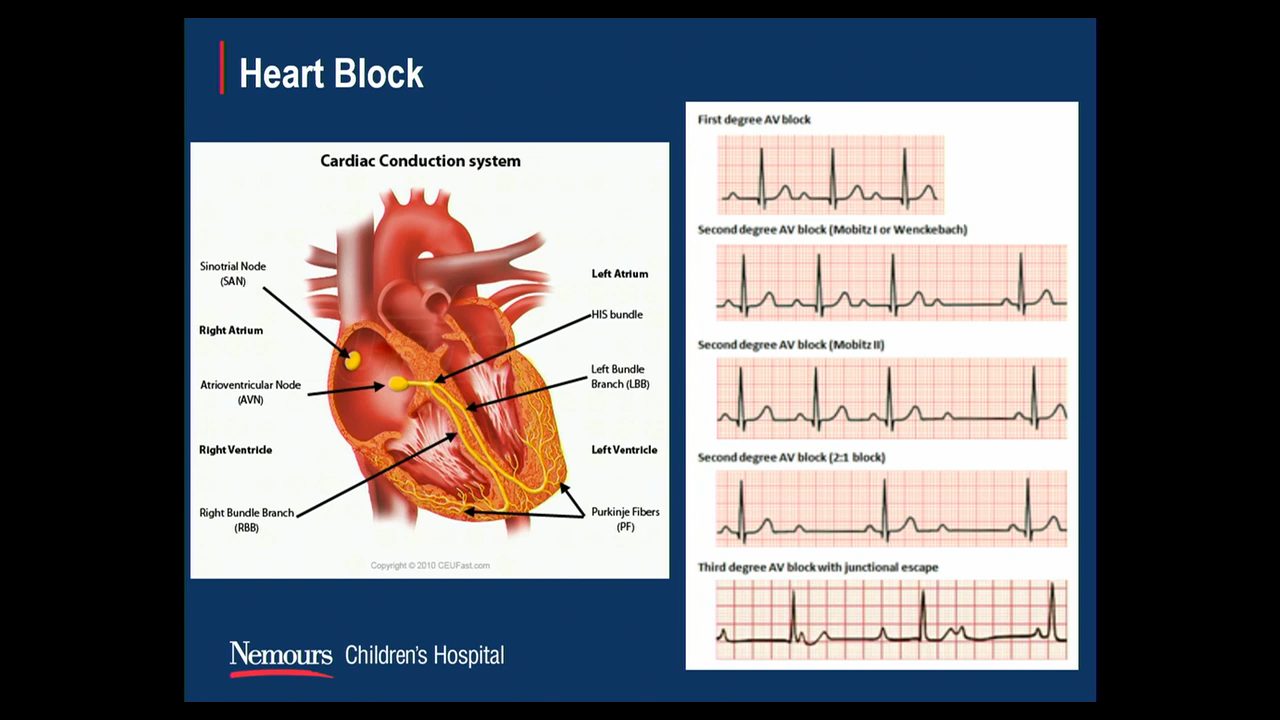 Heart Block
Cardiac Conduction system
Sinotrial Node
(SAN)
Right Atrium
Atrioventricular Node
(AVN)
Right Ventricle
Right Bundle Branch
(RBB)
Left Atrium
HIS bundle
Left Bundle
Branch (LBB)
Left Ventricle
Purkinje Fibers
(PF)
Copyright © 2010 CEUFast.com
First degree AV block
Second degree AV block (Mobitz I or Wenckebach)
Second degree AV block (Mobitz II)
Second degree AV block (2:1 block)
Third degree AV block with junctional escape
Nemours Children's Hospital